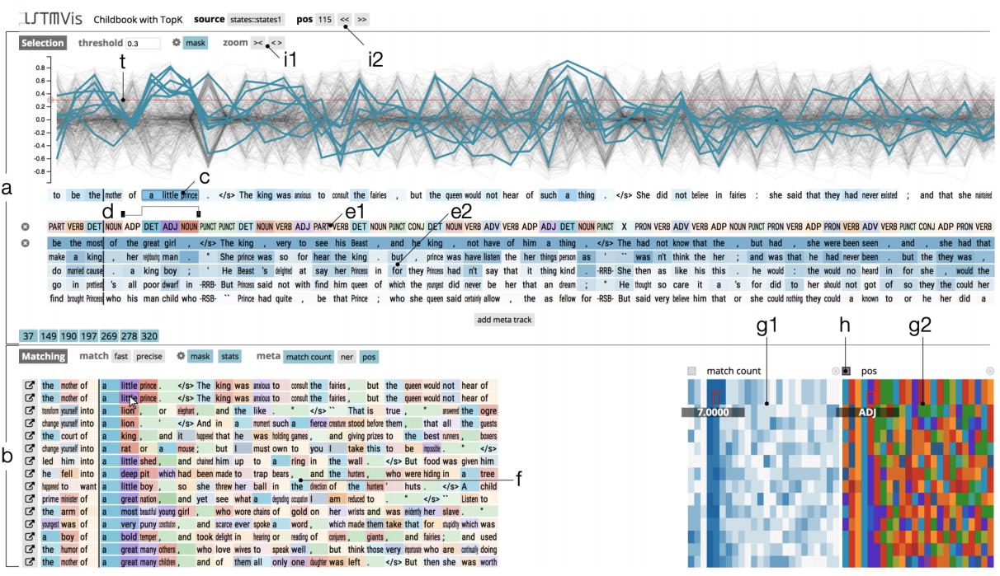 LSTMVis Childbook with TopK source states::states1 pos 115 << >>
Selection threshold 0.3 mask zoom >< <>
i1 i2
t
0.8
0.6
0.4
0.2
0.0
-0.2
-0.4
-0.6
-0.8
a
c
to be the mother of a little prince . </s> The king was anxious to consult the fairies , but the queen would not hear of such a thing . </s> She did not believe in fairies : she said that they had never existed ; and that she maintained
d e1 e2
PART VERB DET NOUN ADP DET ADJ NOUN PUNCT PUNCT DET NOUN VERB ADJ PART VERB DET NOUN PUNCT CONJ DET NOUN VERB ADV VERB ADP ADJ DET NOUN PUNCT X PRON VERB ADV VERB ADP NOUN PUNCT PRON VERB ADP PRON VERB ADV VERB PUNCT CONJ ADP PRON VERB
be the most of the great girl , </s> The king , very to see his Beast , and he king , not have of him a thing , </s> The had not know that the , but had , she were been seen , and , she had that
make a king , her neighbouring man . " She prince was so for hear the king . but , prince was have listen the her things person as ' was n't think the her ; and was that he had never been . but the they was ,
do married cause . a king boy ; ' He Beast 's delighted at say her Princess in for they Princess had n't say that it thing kind . -RRB- She then as like his this . he would : the would no heard in for she , would the
go in prettiest 's all poor dwarf in -RRB- But Princess said not with find him queen of which the youngest did never be her that an dream ; " He thought so care it a 's for did to her should not got of so they the could her
find brought Princess who his man child who -RSB- `` Prince had quite , be that Prince ; who she queen said certainly allow , the as fellow for -RSB- But said very believe him that or she could nothing they could a known to or he her did a
add meta track
37 149 190 197 269 278 320
Matching match fast precise mask stats meta match count ner pos
g1 h g2
match count pos
7.0000 ADJ
b
f
the mother of a little prince . </s> The king was anxious to consult the fairies , but the queen would not hear of
the mother of a little prince . </s> The king was anxious to consult the fairies , but the queen would not hear of
transform yourself into a lion , or elephant , and the like . " </s> `` That is true , " answered the ogre
change yourself into a lion . ' </s> And in a moment such a fierce creature stood before them , that all the guests
the court of a king , and it happened that he was holding games , and giving prizes to the best runners , boxers
change yourself into a rat or a mouse ; but I must own to you I take this to be impossible . " </s>
led him into a little shed , and chained him up to a ring in the wall . </s> But food was given him
he fell into a deep pit which had been made to trap bears , and the hunters , who were hiding in a tree
happened to want a little boy , so she threw her ball in the direction of the hunters ' huts . </s> A child
prime minister of a great nation , and yet see what a degrading occupation I am reduced to . " </s> `` Listen to
the arm of a most beautiful young girl , who wore chains of gold on her wrists and was evidently her slave . "
youngest was of a very puny constitution , and scarce ever spoke a word , which made them take that for stupidity which was
a boy of a bold temper , and took delight in hearing or reading of conjurers , giants , and fairies ; and used
the humor of a great many others , who love wives to speak well , but think those very importunate who are continually doing
the mother of a great many children , and of them all only one daughter was left . </s> But then she was worth